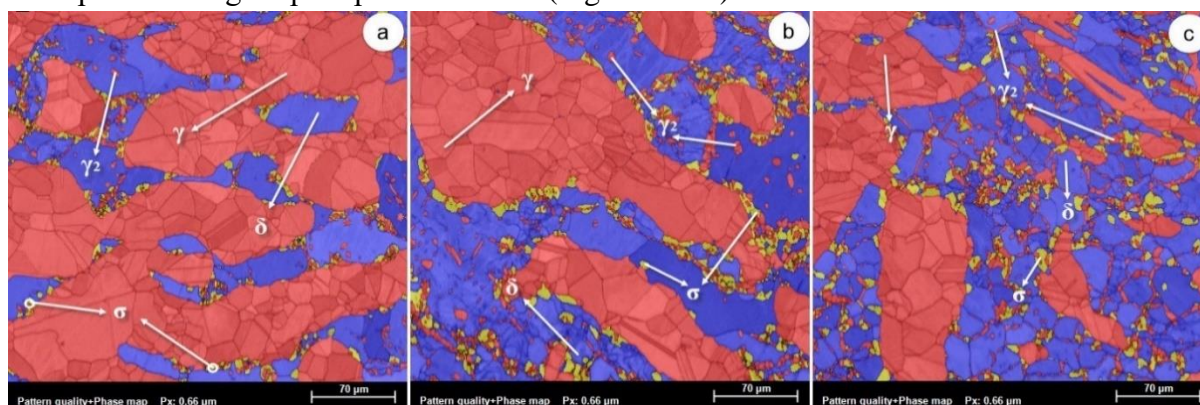 a
γ
γ₂
δ
σ
70 µm
Pattern quality+Phase map Px: 0.66 µm
b
γ
γ₂
δ
σ
70 µm
Pattern quality+Phase map Px: 0.66 µm
c
γ₂
γ
δ
σ
70 µm
Pattern quality+Phase map Px: 0.66 µm